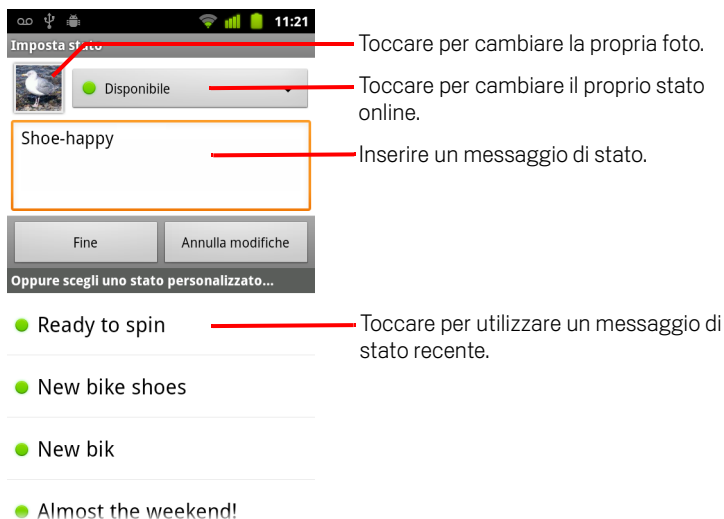 11:21
Imposta stato
Toccare per cambiare la propria foto.
Disponibile
Toccare per cambiare il proprio stato
online.
Shoe-happy
Inserire un messaggio di stato.
Fine
Annulla modifiche
Oppure scegli uno stato personalizzato...
Ready to spin
Toccare per utilizzare un messaggio di
stato recente.
New bike shoes
New bik
Almost the weekend!